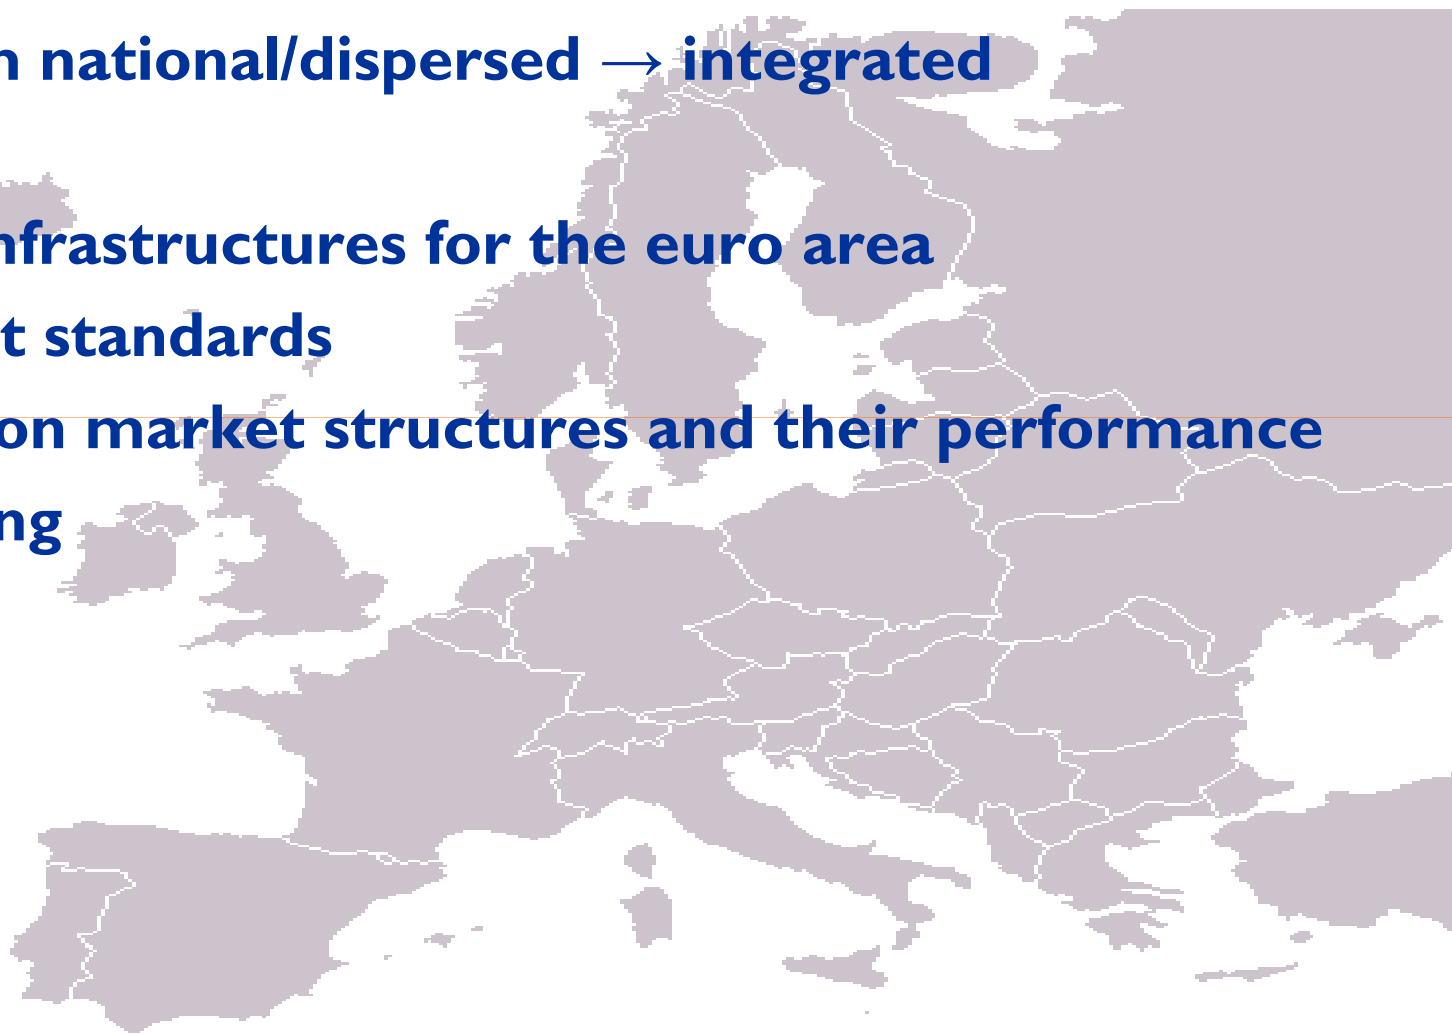 n national/dispersed → integrated
nfrastructures for the euro area
t standards
on market structures and their performance
ng